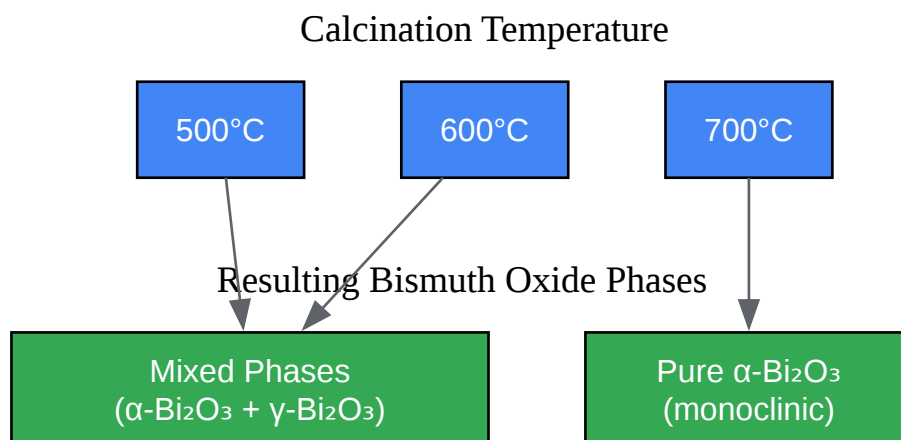 Calcination Temperature
500°C
600°C
700°C
Resulting Bismuth Oxide Phases
Mixed Phases
(α-Bi₂O₃ + γ-Bi₂O₃)
Pure α-Bi₂O₃
(monoclinic)